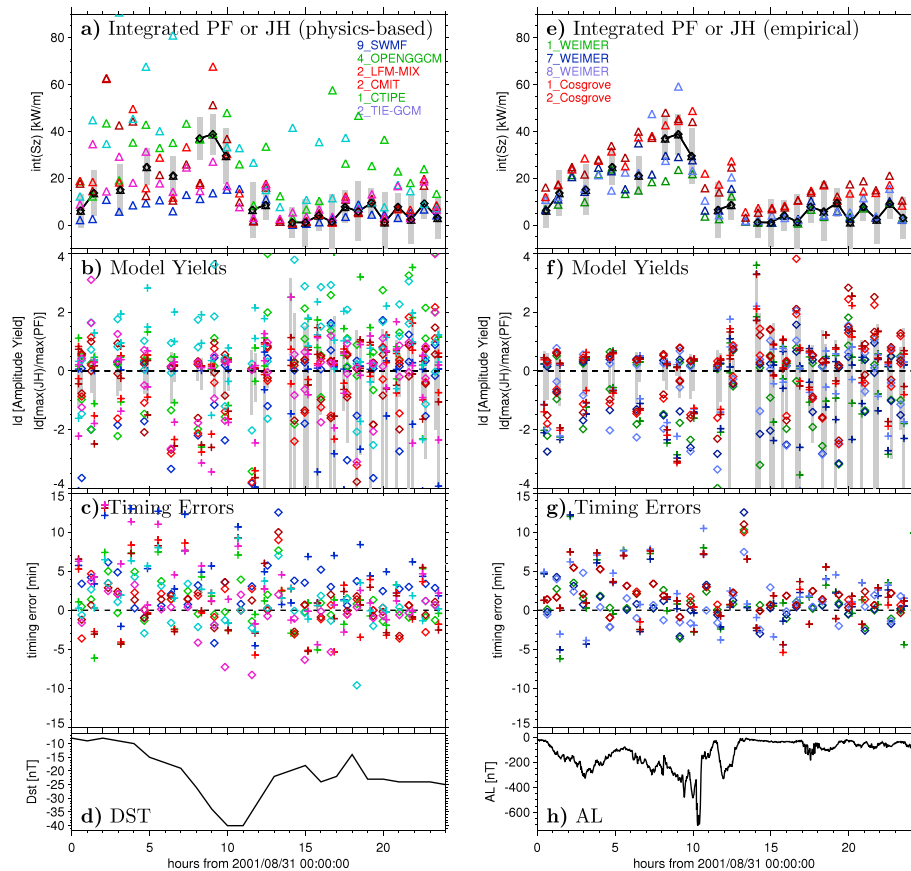 a) Integrated PF or JH (physics-based)
9_SWMF
4_OPENGGCM
2_LFM-MIX
2_CMIT
1_CTIPE
2_TIE-GCM
int(Sz) [kW/m]
80
60
40
20
0
b) Model Yields
ld [Amplitude Yield]
ld[max(JH)/max(PF)]
4
2
0
-2
-4
c) Timing Errors
timing error [min]
15
10
5
0
-5
-10
-15
d) DST
Dst [nT]
-10
-15
-20
-25
-30
-35
-40
0 5 10 15 20
hours from 2001/08/31 00:00:00
e) Integrated PF or JH (empirical)
1_WEIMER
7_WEIMER
8_WEIMER
1_Cosgrove
2_Cosgrove
int(Sz) [kW/m]
80
60
40
20
0
f) Model Yields
ld [Amplitude Yield]
ld[max(JH)/max(PF)]
4
2
0
-2
-4
g) Timing Errors
timing error [min]
15
10
5
0
-5
-10
-15
h) AL
AL [nT]
0
-200
-400
-600
0 5 10 15 20
hours from 2001/08/31 00:00:00